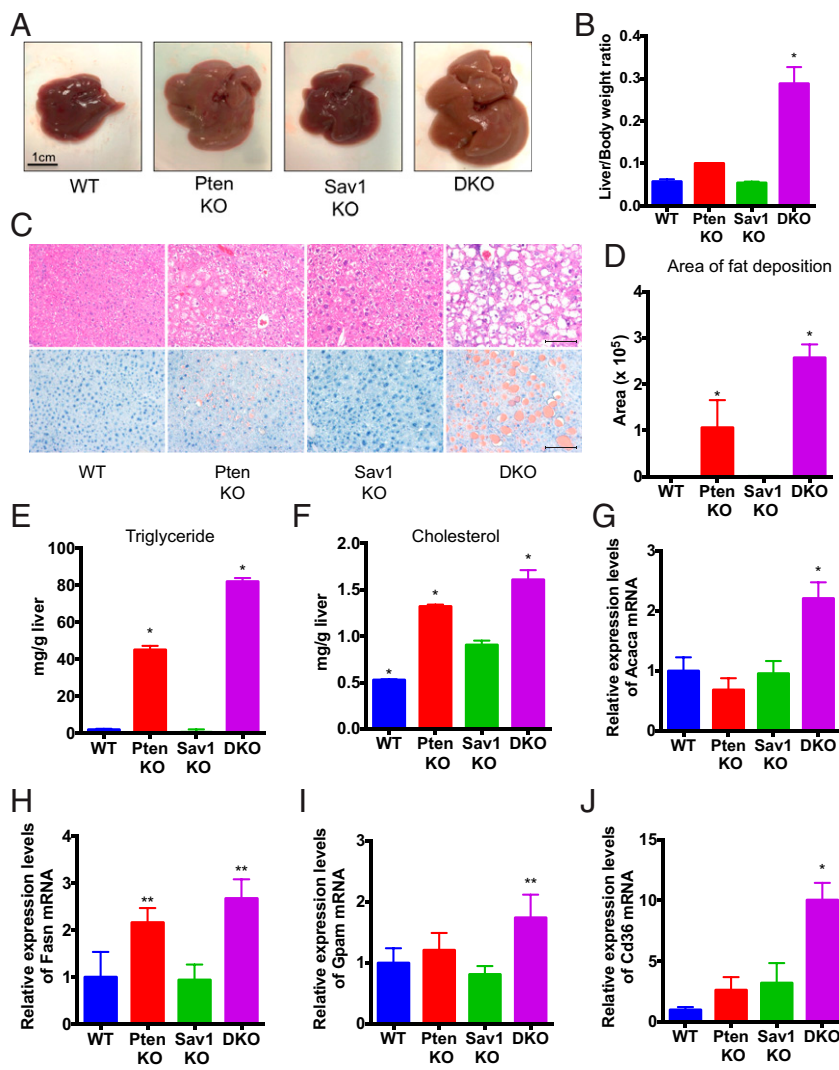 A
1cm
WT
Pten
KO
Sav1
KO
DKO
B
Liver/Body weight ratio
0.4
0.3
0.2
0.1
0.0
*
WT
Pten
KO
Sav1
KO
DKO
C
WT
Pten
KO
Sav1
KO
DKO
D
Area of fat deposition
Area (x 10⁵)
4
3
2
1
0
*
*
WT
Pten
KO
Sav1
KO
DKO
E
Triglyceride
mg/g liver
100
80
60
40
20
0
*
*
WT
Pten
KO
Sav1
KO
DKO
F
Cholesterol
mg/g liver
2.0
1.5
1.0
0.5
0.0
*
*
*
WT
Pten
KO
Sav1
KO
DKO
G
Relative expression levels
of Acaca mRNA
3
2
1
0
*
WT
Pten
KO
Sav1
KO
DKO
H
Relative expression levels
of Fasn mRNA
4
3
2
1
0
**
**
WT
Pten
KO
Sav1
KO
DKO
I
Relative expression levels
of Gpam mRNA
3
2
1
0
**
WT
Pten
KO
Sav1
KO
DKO
J
Relative expression levels
of Cd36 mRNA
15
10
5
0
*
WT
Pten
KO
Sav1
KO
DKO